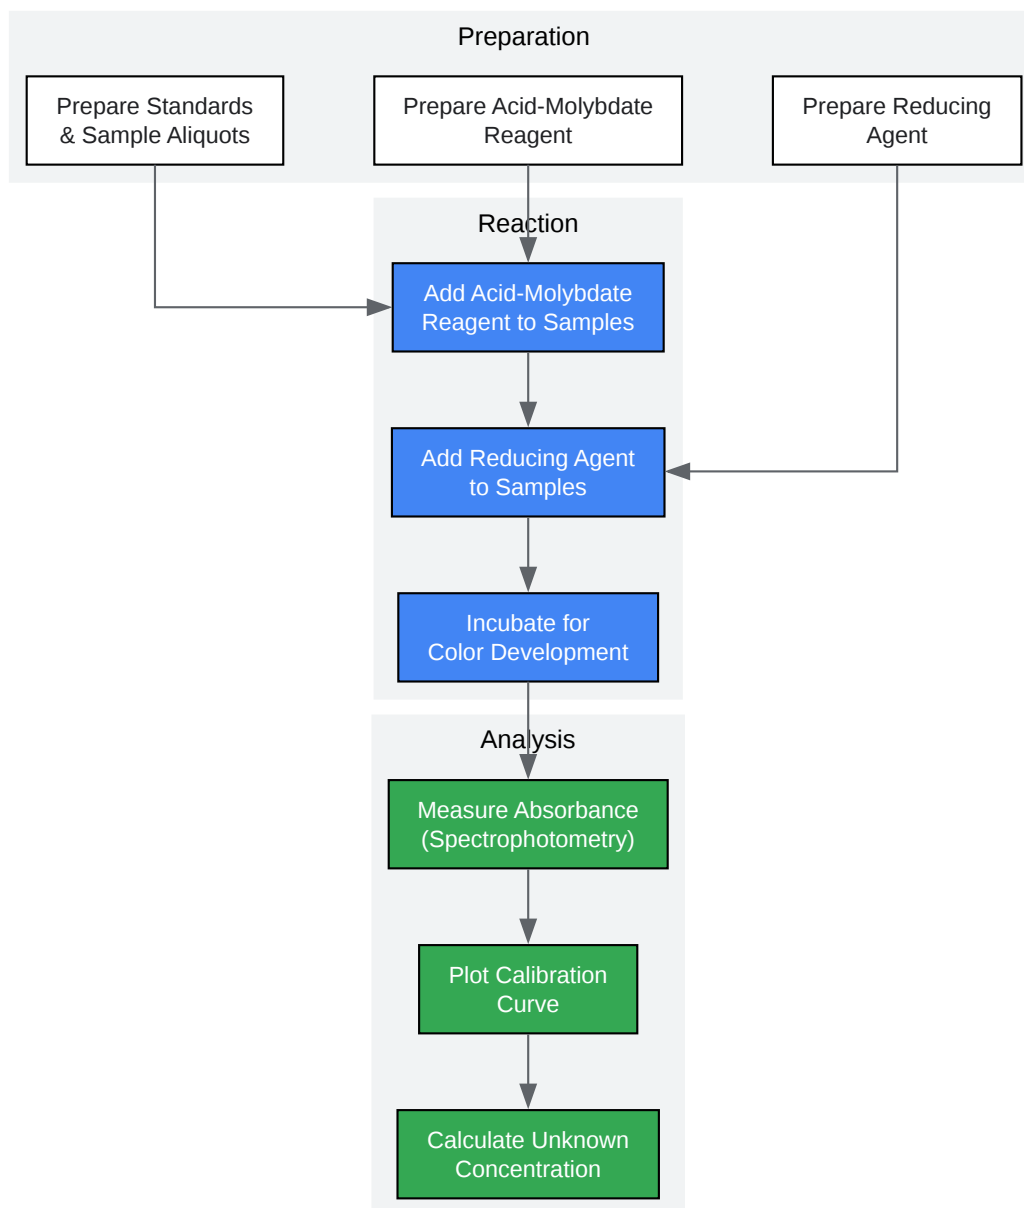 Preparation
Prepare Standards
& Sample Aliquots
Prepare Acid-Molybdate
Reagent
Prepare Reducing
Agent
Reaction
Add Acid-Molybdate
Reagent to Samples
Add Reducing Agent
to Samples
Incubate for
Color Development
Analysis
Measure Absorbance
(Spectrophotometry)
Plot Calibration
Curve
Calculate Unknown
Concentration